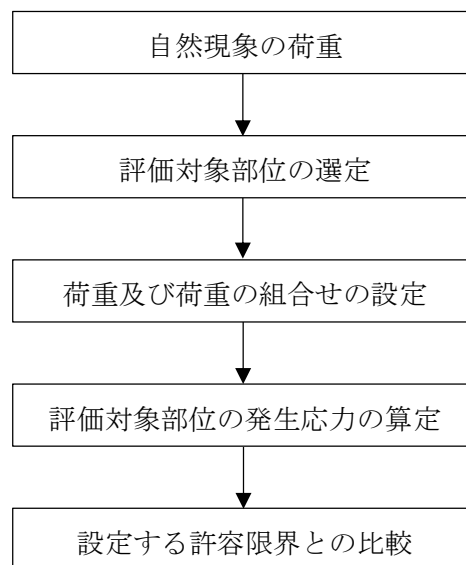 自然現象の荷重
評価対象部位の選定
荷重及び荷重の組合せの設定
評価対象部位の発生応力の算定
設定する許容限界との比較